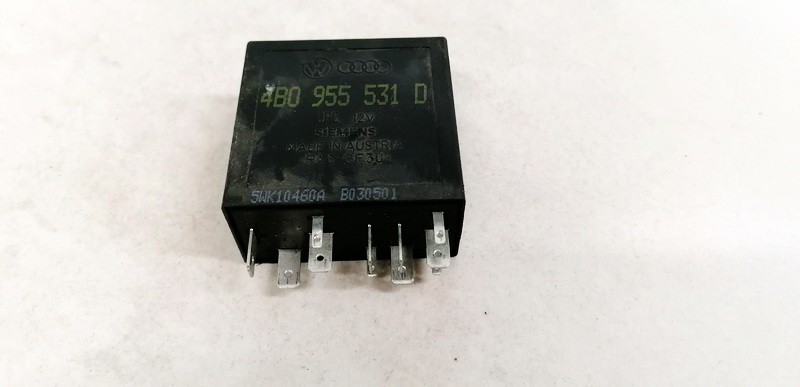 4B0 955 531 D
12V
SIEMENS
MADE IN AUSTRIA
5WK10460A B030501